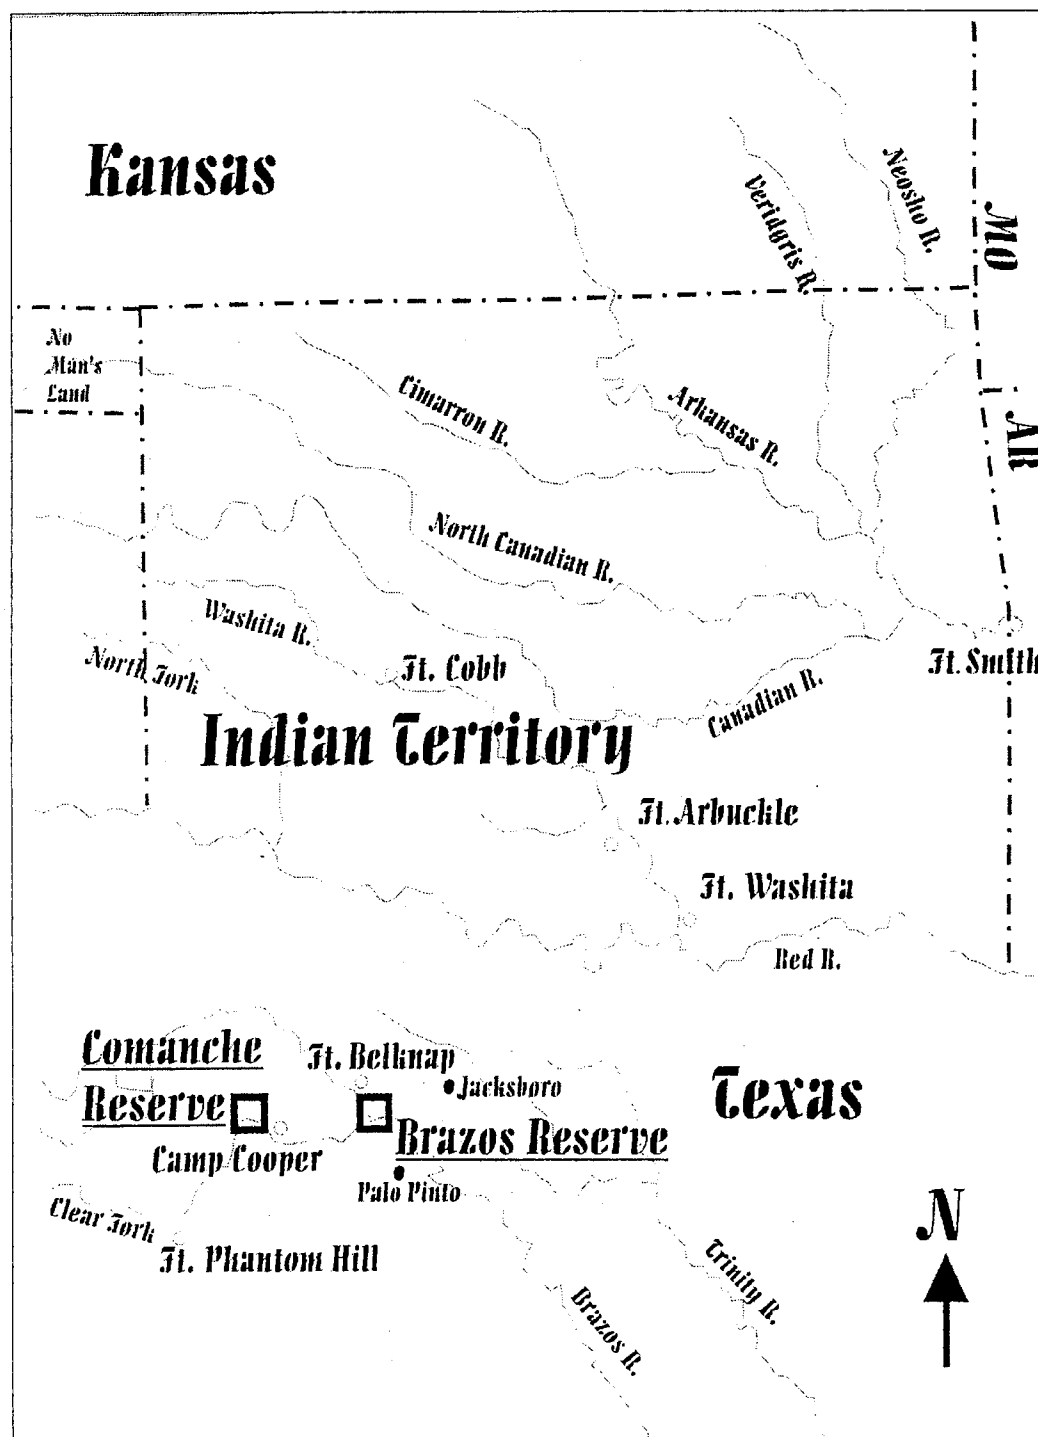 Kansas
Neosho R.
Veridgris R.
MO
No
Man's
Land
Cimarron R.
Arkansas R.
AR
North Canadian R.
Washita R.
North Fork
Ft. Cobb
Ft. Smith
Canadian R.
Indian Territory
Ft. Arbuckle
Ft. Washita
Red R.
Comanche
Reserve
Ft. Belknap
Jacksboro
Texas
Brazos Reserve
Camp Cooper
Palo Pinto
Clear Fork
Ft. Phantom Hill
N
Trinity R.
Brazos R.